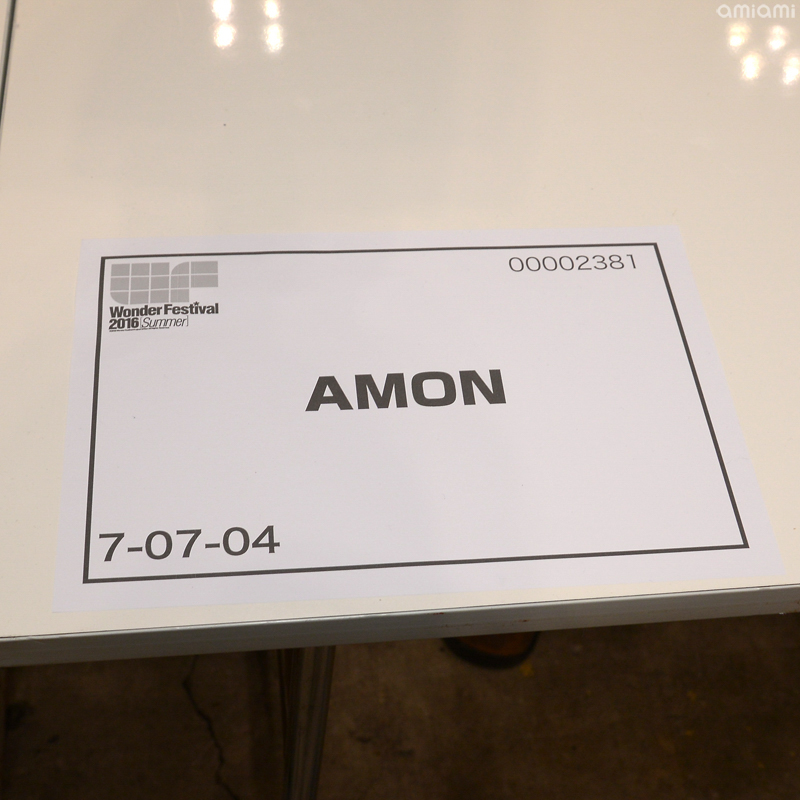 amiami
00002381
Wonder Festival
2016 [Summer]
AMON
7-07-04